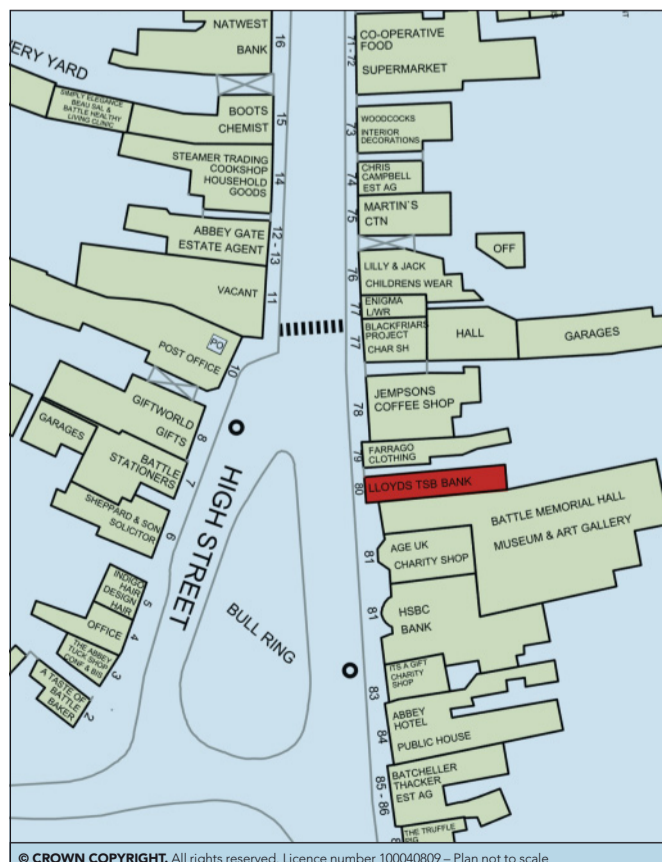 NATWEST
BANK
16
ERY YARD
SIMPLY ELEGANCE
BEAU SAL &
BATTLE HEALTHY
LIVING CLINIC
BOOTS
CHEMIST
15
STEAMER TRADING
COOKSHOP
HOUSEHOLD
GOODS
14
ABBEY GATE
ESTATE AGENT
12 - 13
VACANT
11
PO
POST OFFICE
10
GIFTWORLD
GIFTS
8
GARAGES
BATTLE
STATIONERS
7
SHEPPARD & SON
SOLICITOR
6
INDIGO
HAIR
DESIGN
HAIR
5
OFFICE
4
THE ABBEY
TUCK SHOP
CONF & BIS
3
A TASTE OF
BATTLE
BAKER
2
HIGH STREET
BULL RING
CO-OPERATIVE
FOOD
SUPERMARKET
71 - 72
WOODCOCKS
INTERIOR
DECORATIONS
73
CHRIS
CAMPBELL
EST AG
74
MARTIN'S
CTN
75
OFF
LILLY & JACK
CHILDRENS WEAR
76
ENIGMA
L/WR
77
BLACKFRIARS
PROJECT
CHAR SH
77
HALL
GARAGES
JEMPSONS
COFFEE SHOP
78
FARRAGO
CLOTHING
79
LLOYDS TSB BANK
80
BATTLE MEMORIAL HALL
MUSEUM & ART GALLERY
AGE UK
CHARITY SHOP
81
HSBC
BANK
81
ITS A GIFT
CHARITY
SHOP
83
ABBEY
HOTEL
PUBLIC HOUSE
84
BATCHELLER
THACKER
EST AG
85 - 86
THE TRUFFLE
© CROWN COPYRIGHT. All rights reserved. Licence number 100040809 – Plan not to scale